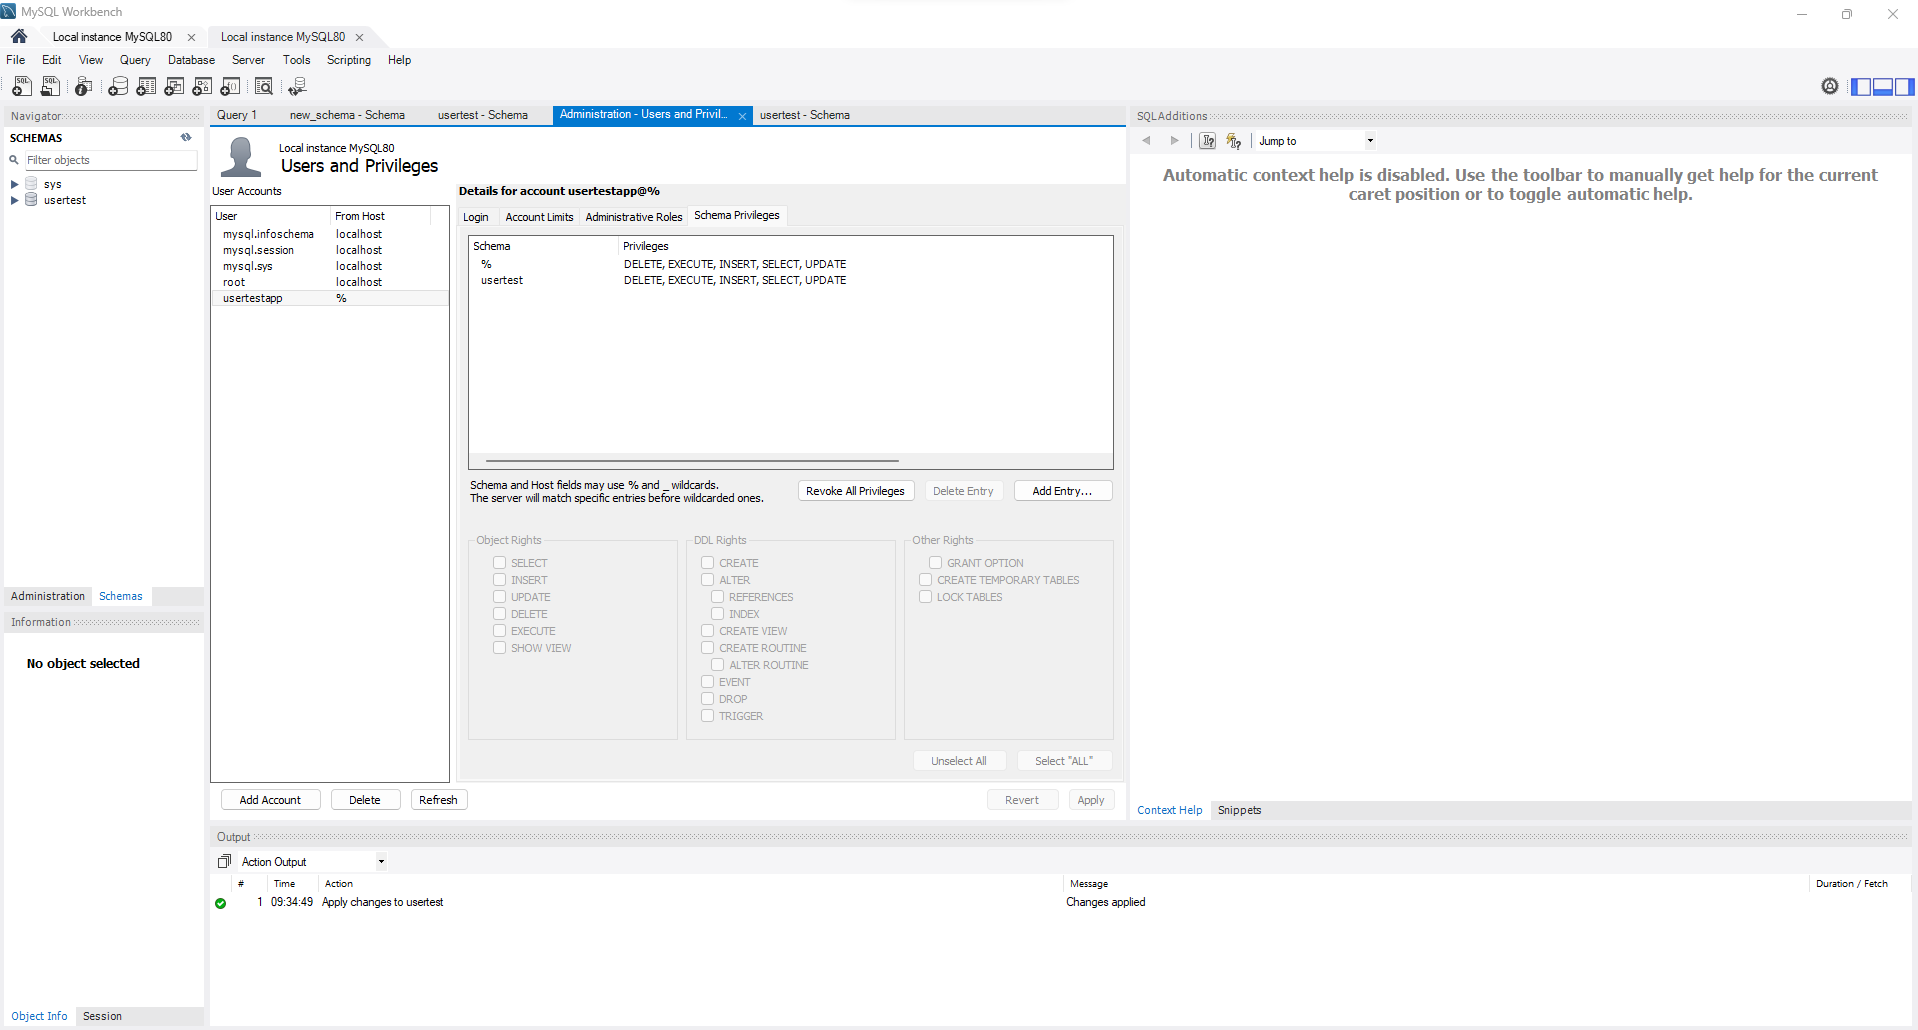 MySQL Workbench
Local instance MySQL80
Local instance MySQL80
File Edit View Query Database Server Tools Scripting Help
Navigator
SCHEMAS
Filter objects
sys
usertest
Administration Schemas
Information
No object selected
Object Info Session
Query 1 new_schema - Schema usertest - Schema Administration - Users and Privil... usertest - Schema
Local instance MySQL80
Users and Privileges
User Accounts
User From Host
mysql.infoschema localhost
mysql.session localhost
mysql.sys localhost
root localhost
usertestapp %
Details for account usertestapp@%
Login Account Limits Administrative Roles Schema Privileges
Schema Privileges
% DELETE, EXECUTE, INSERT, SELECT, UPDATE
usertest DELETE, EXECUTE, INSERT, SELECT, UPDATE
Schema and Host fields may use % and _ wildcards.
The server will match specific entries before wildcarded ones.
Revoke All Privileges Delete Entry Add Entry...
Object Rights
SELECT
INSERT
UPDATE
DELETE
EXECUTE
SHOW VIEW
DDL Rights
CREATE
ALTER
REFERENCES
INDEX
CREATE VIEW
CREATE ROUTINE
ALTER ROUTINE
EVENT
DROP
TRIGGER
Other Rights
GRANT OPTION
CREATE TEMPORARY TABLES
LOCK TABLES
Unselect All Select "ALL"
Add Account Delete Refresh Revert Apply
SQLAdditions
Jump to
Automatic context help is disabled. Use the toolbar to manually get help for the current
caret position or to toggle automatic help.
Context Help Snippets
Output
Action Output
# Time Action Message Duration / Fetch
1 09:34:49 Apply changes to usertest Changes applied